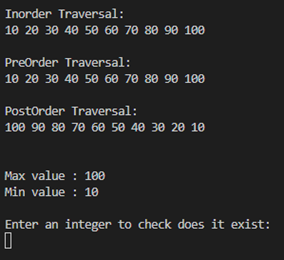 Inorder Traversal:
10 20 30 40 50 60 70 80 90 100
PreOrder Traversal:
10 20 30 40 50 60 70 80 90 100
PostOrder Traversal:
100 90 80 70 60 50 40 30 20 10
Max value : 100
Min value : 10
Enter an integer to check does it exist: